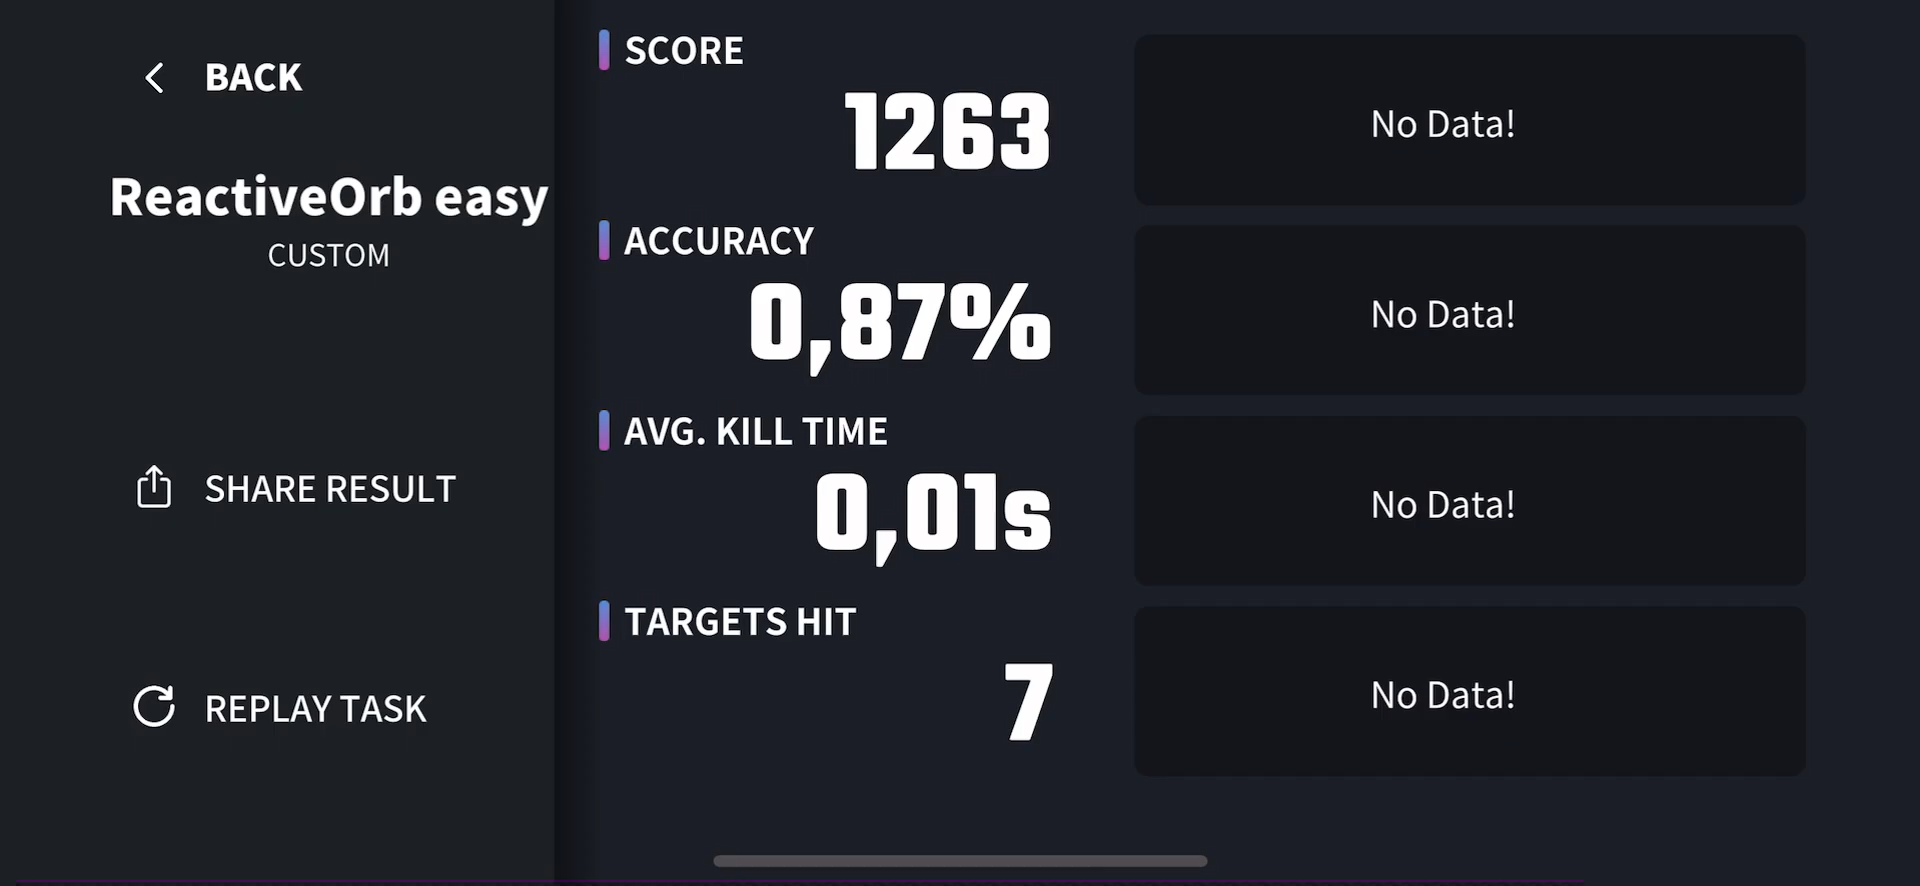 BACK
ReactiveOrb easy
CUSTOM
SHARE RESULT
REPLAY TASK
SCORE
1263
No Data!
ACCURACY
0,87%
No Data!
AVG. KILL TIME
0,01s
No Data!
TARGETS HIT
7
No Data!